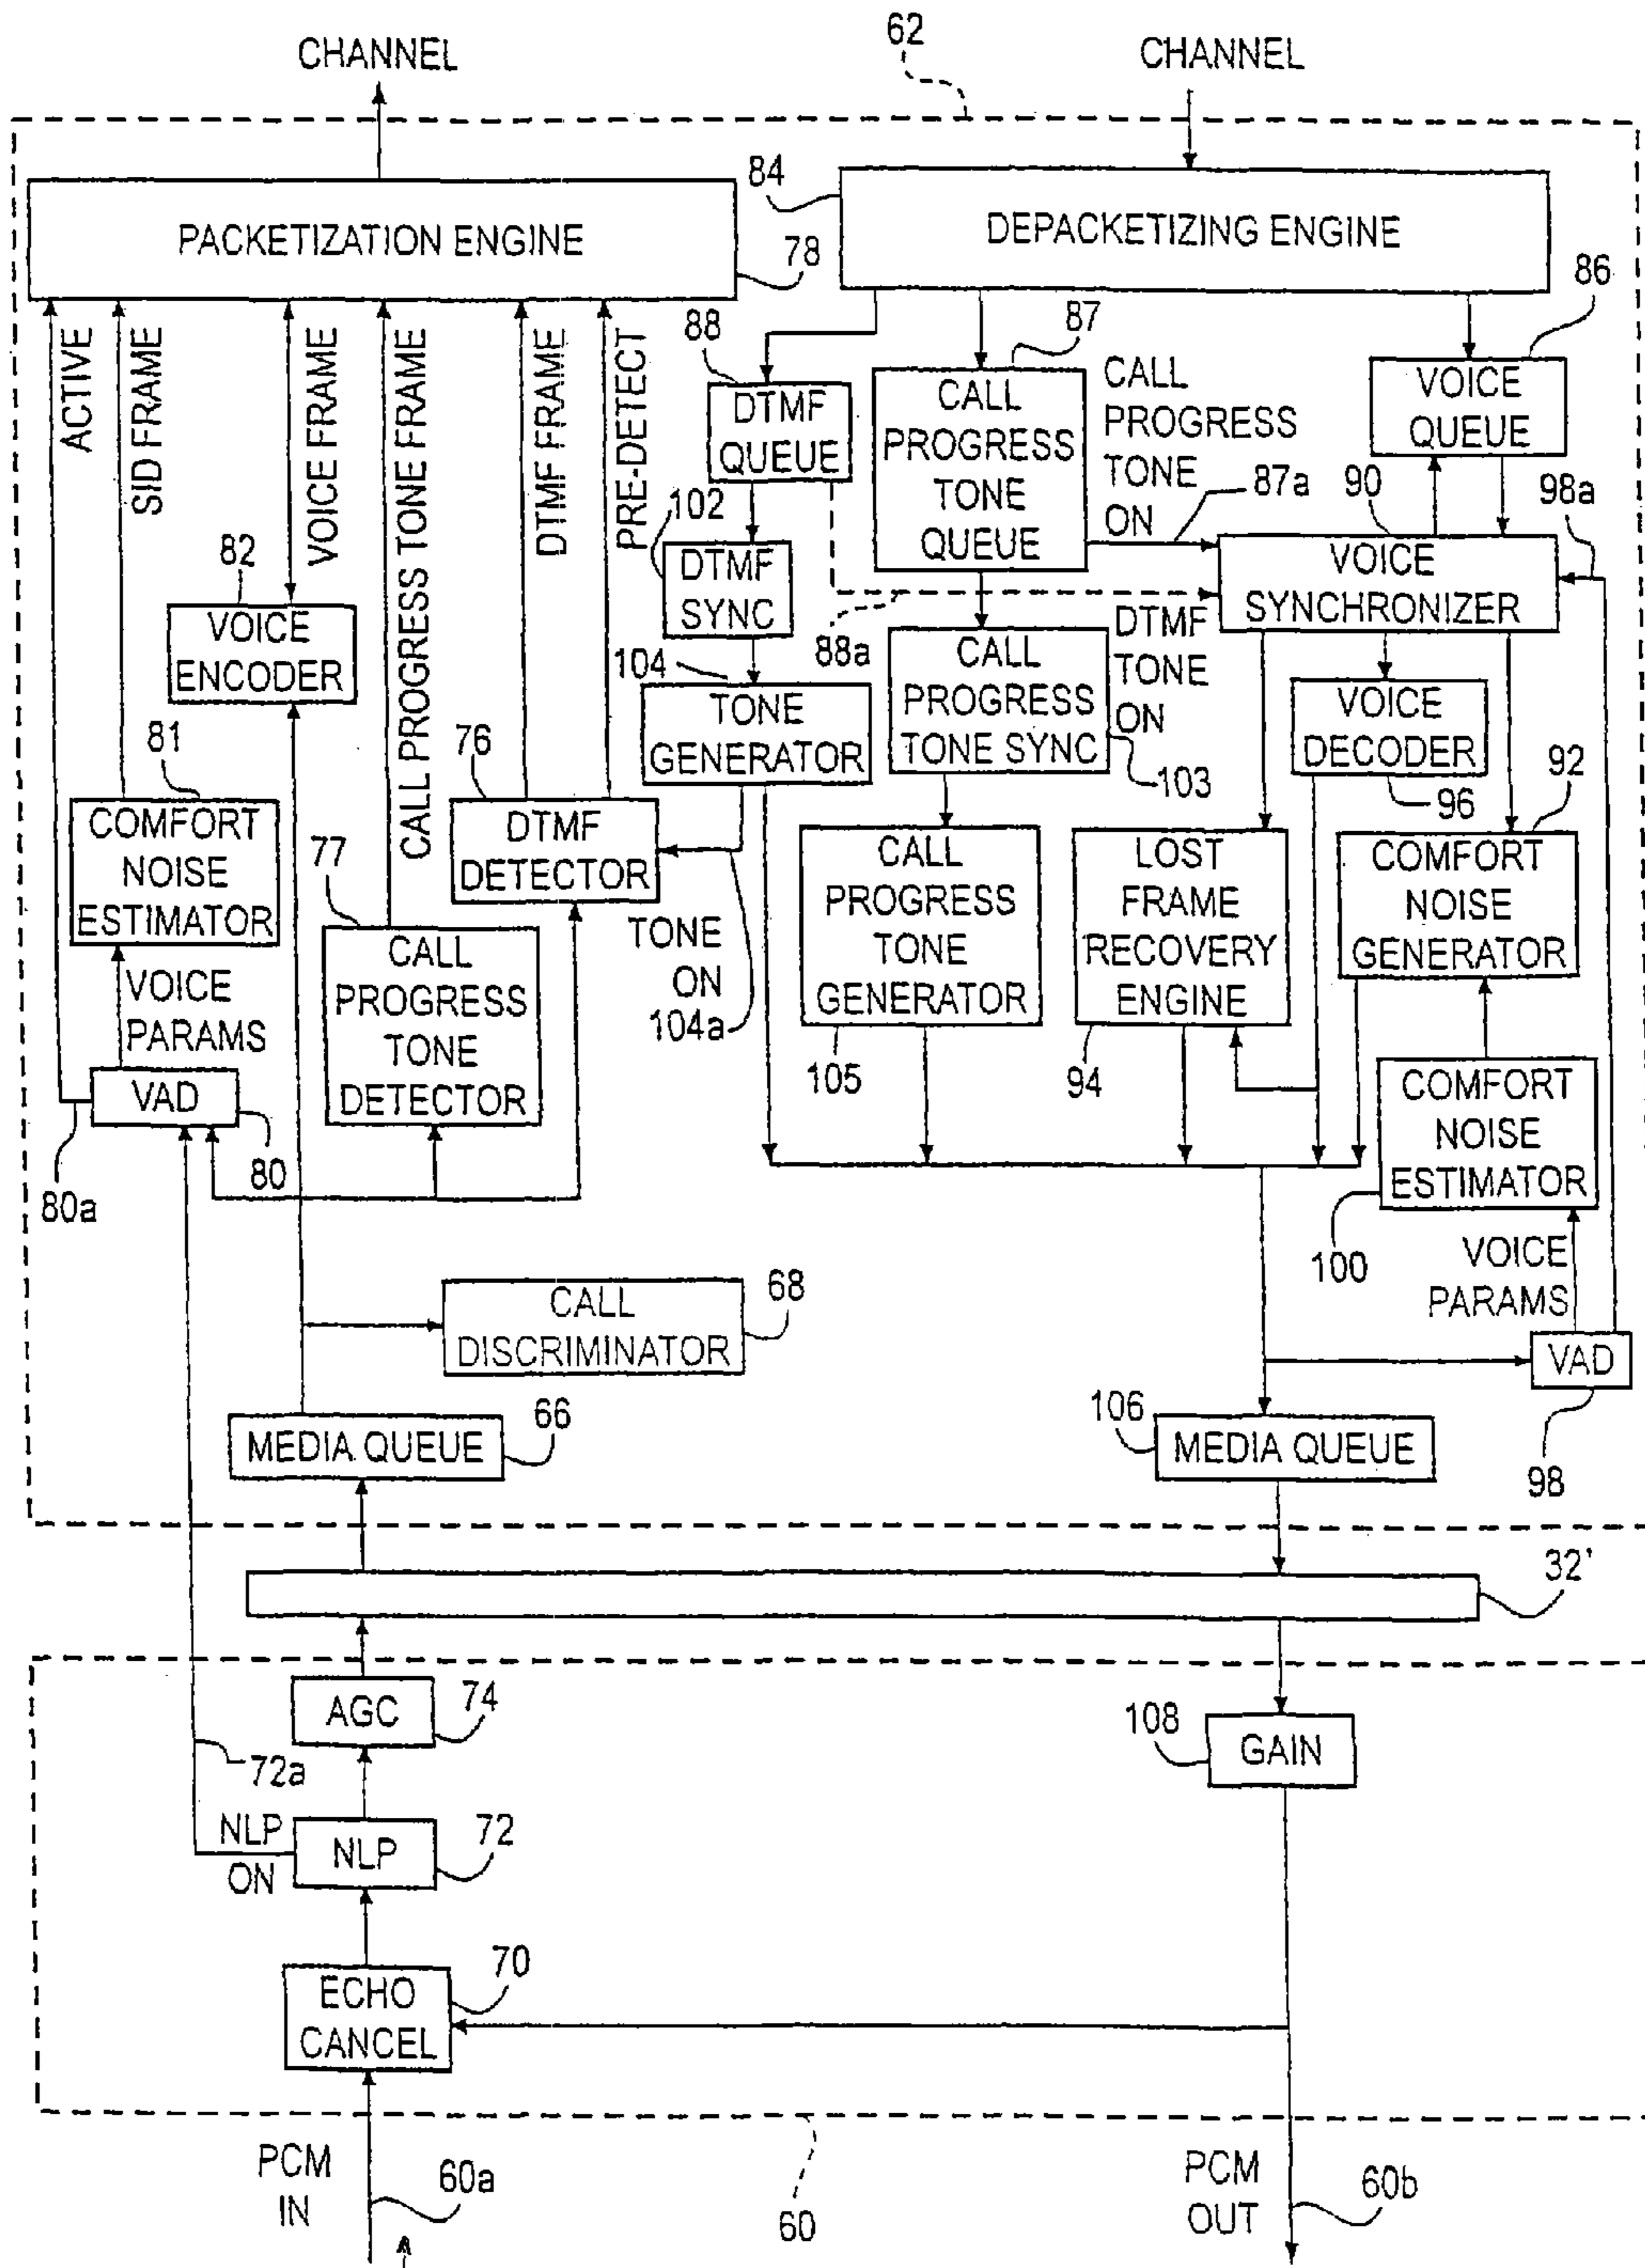 CHANNEL
62
CHANNEL
84
PACKETIZATION ENGINE
78
DEPACKETIZING ENGINE
86
ACTIVE
SID FRAME
VOICE FRAME
CALL PROGRESS TONE FRAME
DTMF FRAME
PRE-DETECT
88
DTMF
QUEUE
87
CALL
PROGRESS
TONE
QUEUE
CALL
PROGRESS
TONE
ON
87a
VOICE
QUEUE
90
98a
102
DTMF
SYNC
VOICE
SYNCHRONIZER
82
VOICE
ENCODER
88a
DTMF
TONE
ON
104
TONE
GENERATOR
CALL
PROGRESS
TONE SYNC
103
VOICE
DECODER
96
92
81
COMFORT
NOISE
ESTIMATOR
76
DTMF
DETECTOR
77
CALL
PROGRESS
TONE
DETECTOR
TONE
ON
104a
CALL
PROGRESS
TONE
GENERATOR
105
LOST
FRAME
RECOVERY
ENGINE
94
COMFORT
NOISE
GENERATOR
VOICE
PARAMS
VAD
80
80a
COMFORT
NOISE
ESTIMATOR
100
VOICE
PARAMS
CALL
DISCRIMINATOR
68
VAD
98
MEDIA QUEUE
66
106
MEDIA QUEUE
32'
AGC
74
108
GAIN
72a
NLP
ON
NLP
72
ECHO
CANCEL
70
PCM
IN
60a
60
PCM
OUT
60b